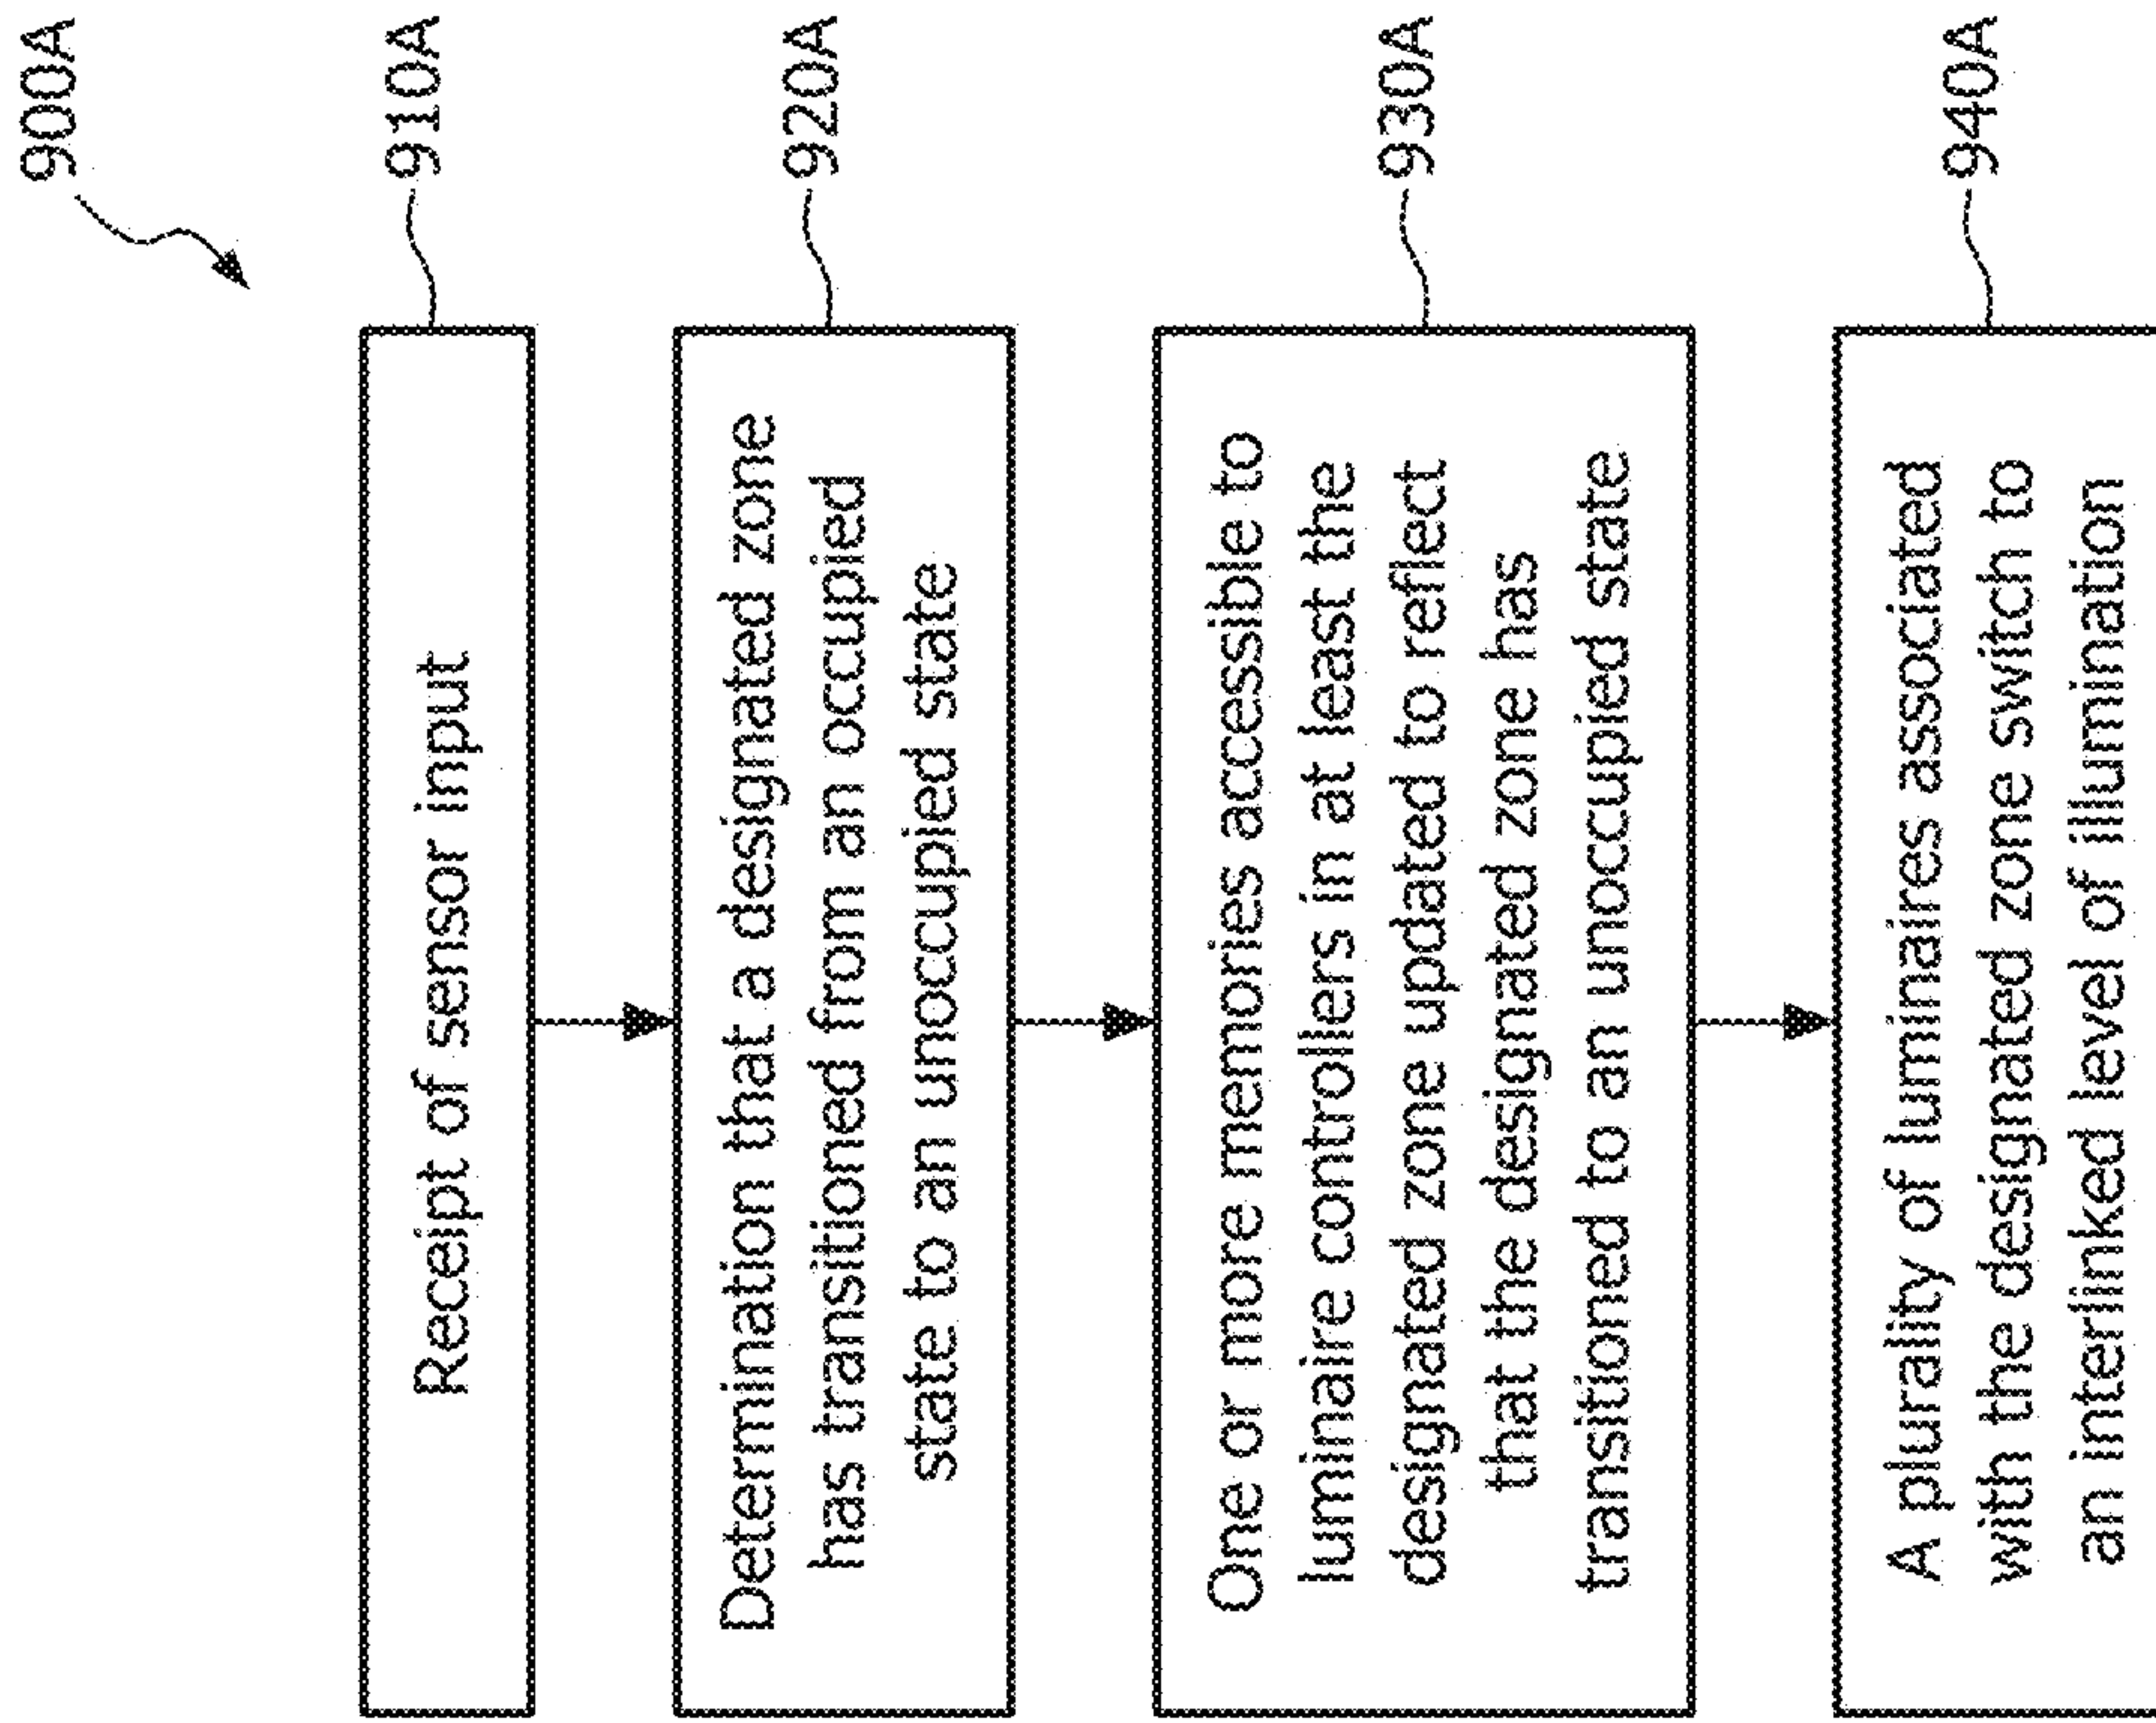 900A
910A
Receipt of sensor input
920A
Determination that a designated zone
has transitioned from an occupied
state to an unoccupied state
930A
One or more memories accessible to
luminaire controllers in at least the
designated zone updated to reflect
that the designated zone has
transitioned to an unoccupied state
940A
A plurality of luminaires associated
with the designated zone switch to
an interlinked level of illumination